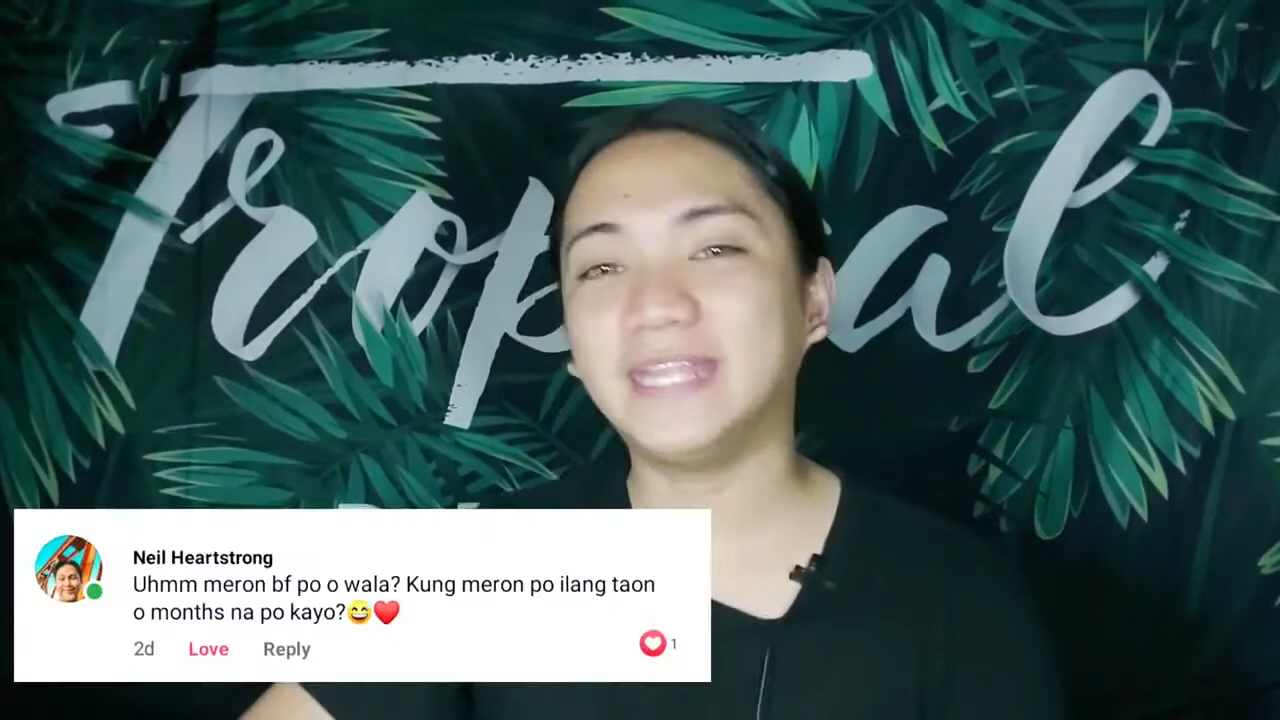 Tropical
Neil Heartstrong
Uhmm meron bf po o wala? Kung meron po ilang taon
o months na po kayo?😄❤️
2d Love Reply 1